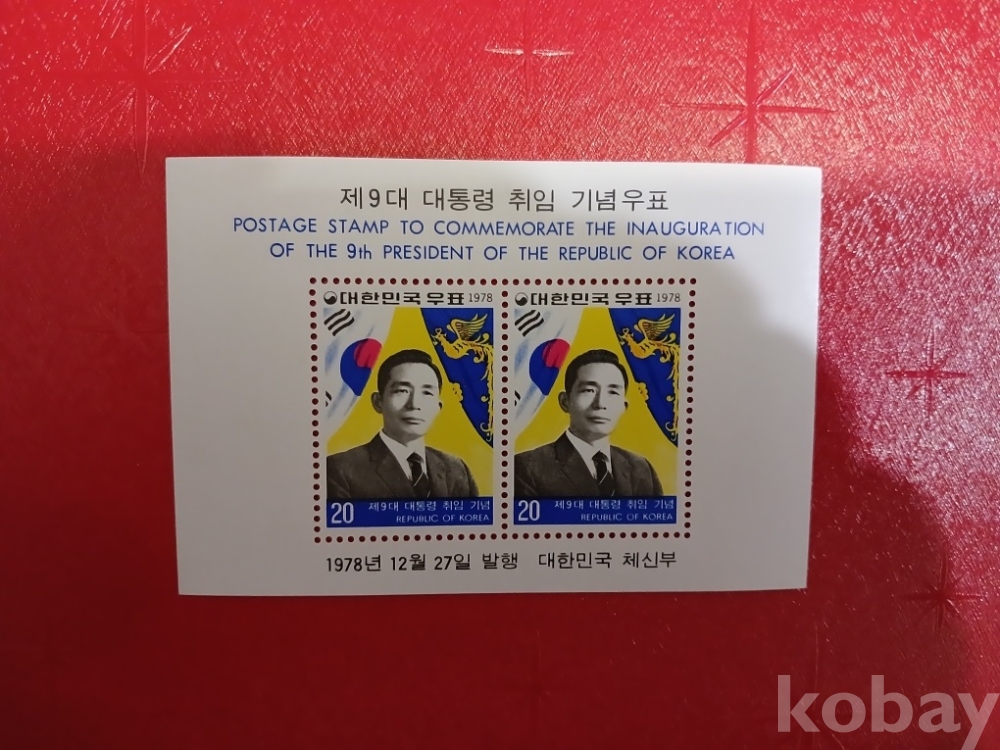 제9대 대통령 취임 기념우표
POSTAGE STAMP TO COMMEMORATE THE INAUGURATION
OF THE 9th PRESIDENT OF THE REPUBLIC OF KOREA
대한민국우표 1978
제9대 대통령 취임 기념
20
REPUBLIC OF KOREA
대한민국우표 1978
제9대 대통령 취임 기념
20
REPUBLIC OF KOREA
1978년 12월 27일 발행 대한민국 체신부
kobay